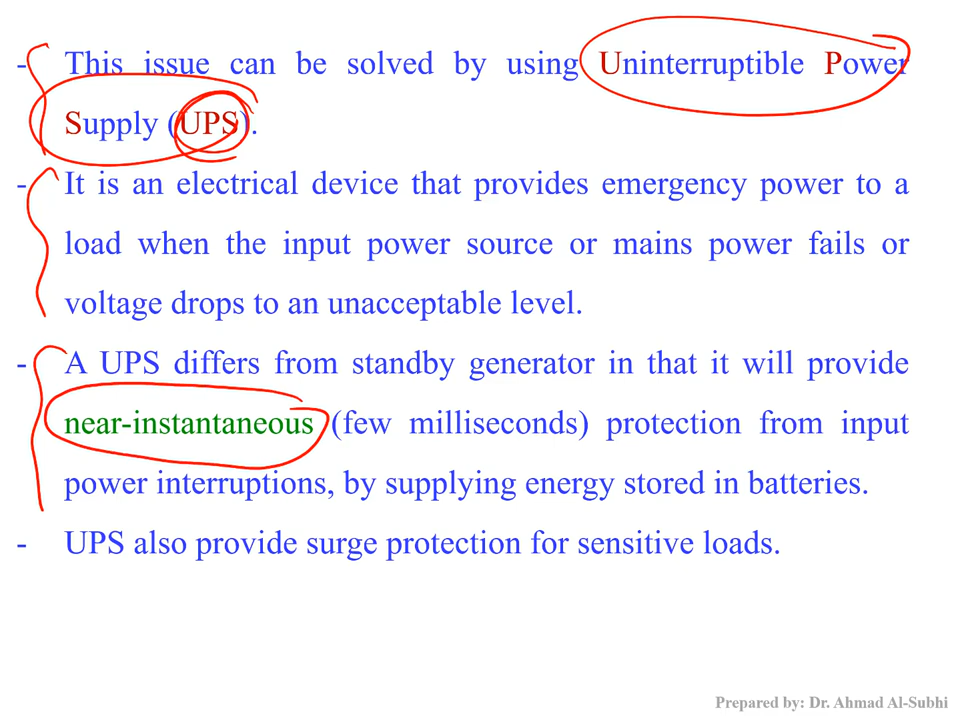 - This issue can be solved by using Uninterruptible Power
Supply (UPS).
- It is an electrical device that provides emergency power to a
load when the input power source or mains power fails or
voltage drops to an unacceptable level.
- A UPS differs from standby generator in that it will provide
near-instantaneous (few milliseconds) protection from input
power interruptions, by supplying energy stored in batteries.
- UPS also provide surge protection for sensitive loads.
Prepared by: Dr. Ahmad Al-Subhi